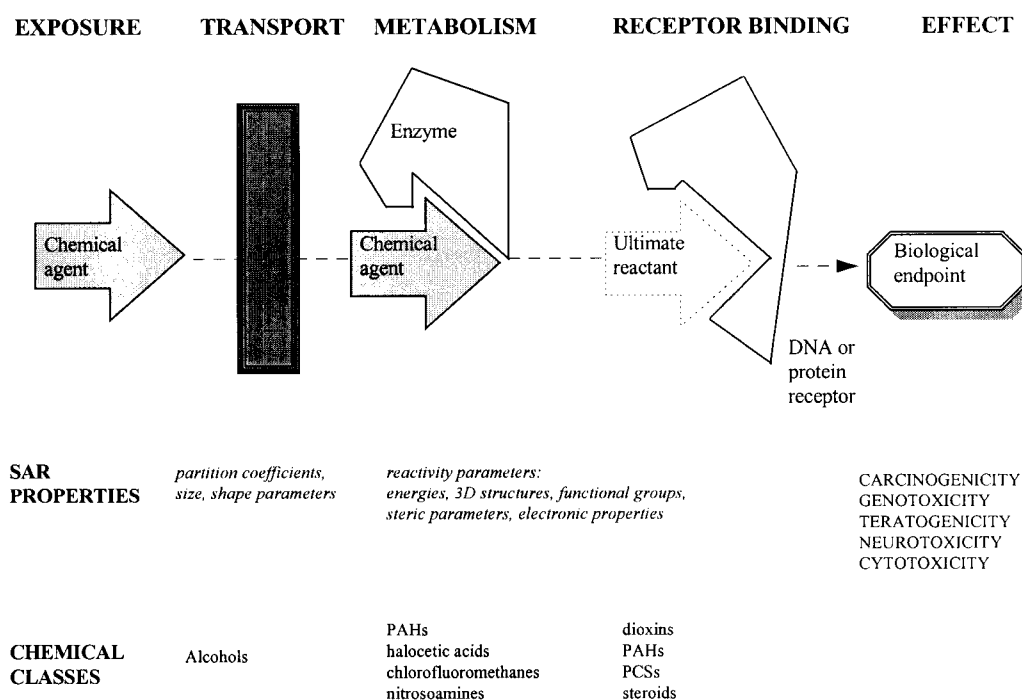 EXPOSURE TRANSPORT METABOLISM RECEPTOR BINDING EFFECT
Enzyme
Chemical
agent
Chemical
agent
Ultimate
reactant
Biological
endpoint
DNA or
protein
receptor
SAR
PROPERTIES
partition coefficients,
size, shape parameters
reactivity parameters:
energies, 3D structures, functional groups,
steric parameters, electronic properties
CARCINOGENICITY
GENOTOXICITY
TERATOGENICITY
NEUROTOXICITY
CYTOTOXICITY
CHEMICAL
CLASSES
Alcohols
PAHs
halocetic acids
chlorofluoromethanes
nitrosoamines
dioxins
PAHs
PCSs
steroids